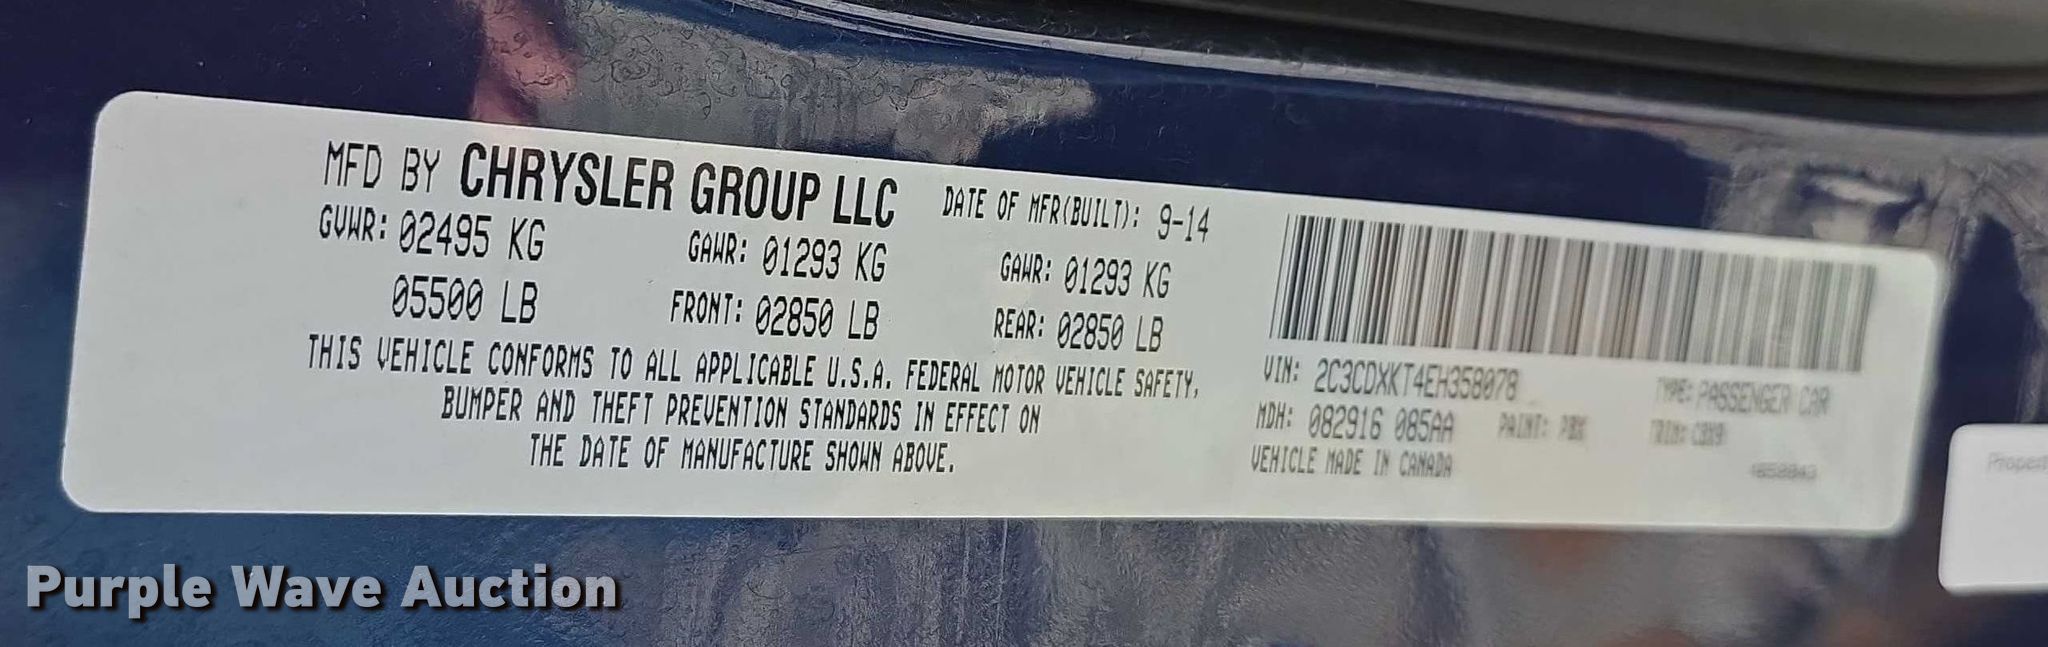 MFD BY CHRYSLER GROUP LLC DATE OF MFR(BUILT): 9-14
GVWR: 02495 KG GAWR: 01293 KG GAWR: 01293 KG
05500 LB FRONT: 02850 LB REAR: 02850 LB
THIS VEHICLE CONFORMS TO ALL APPLICABLE U.S.A. FEDERAL MOTOR VEHICLE SAFETY,
BUMPER AND THEFT PREVENTION STANDARDS IN EFFECT ON
THE DATE OF MANUFACTURE SHOWN ABOVE.
VIN: 2C3CDXKT4EH358078 TYPE: PASSENGER CAR
MDH: 082916 085AA PAINT: TRIM:
VEHICLE MADE IN CANADA
Purple Wave Auction